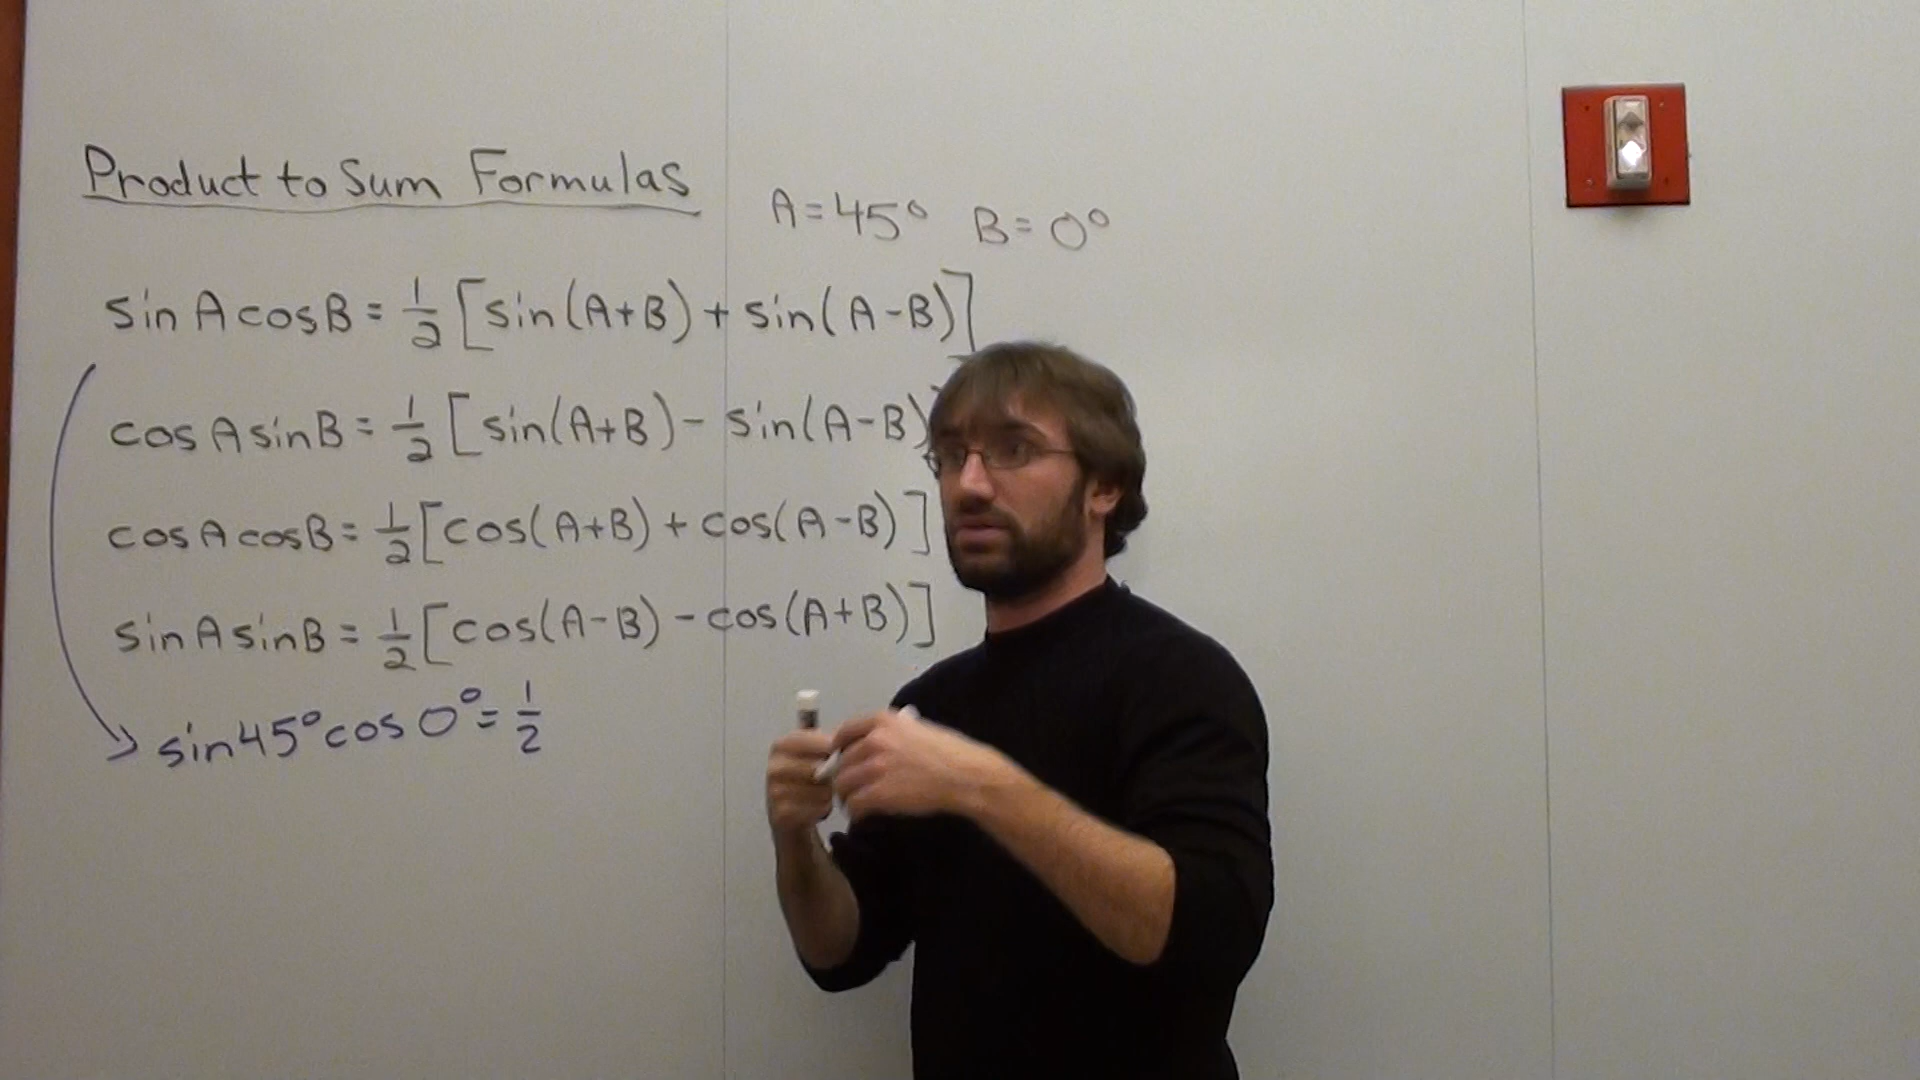 Product to Sum Formulas
A = 45° B = 0°
sin A cos B = 1/2 [sin(A+B) + sin(A-B)]
cos A sin B = 1/2 [sin(A+B) - sin(A-B)]
cos A cos B = 1/2 [cos(A+B) + cos(A-B)]
sin A sin B = 1/2 [cos(A-B) - cos(A+B)]
sin 45° cos 0° = 1/2